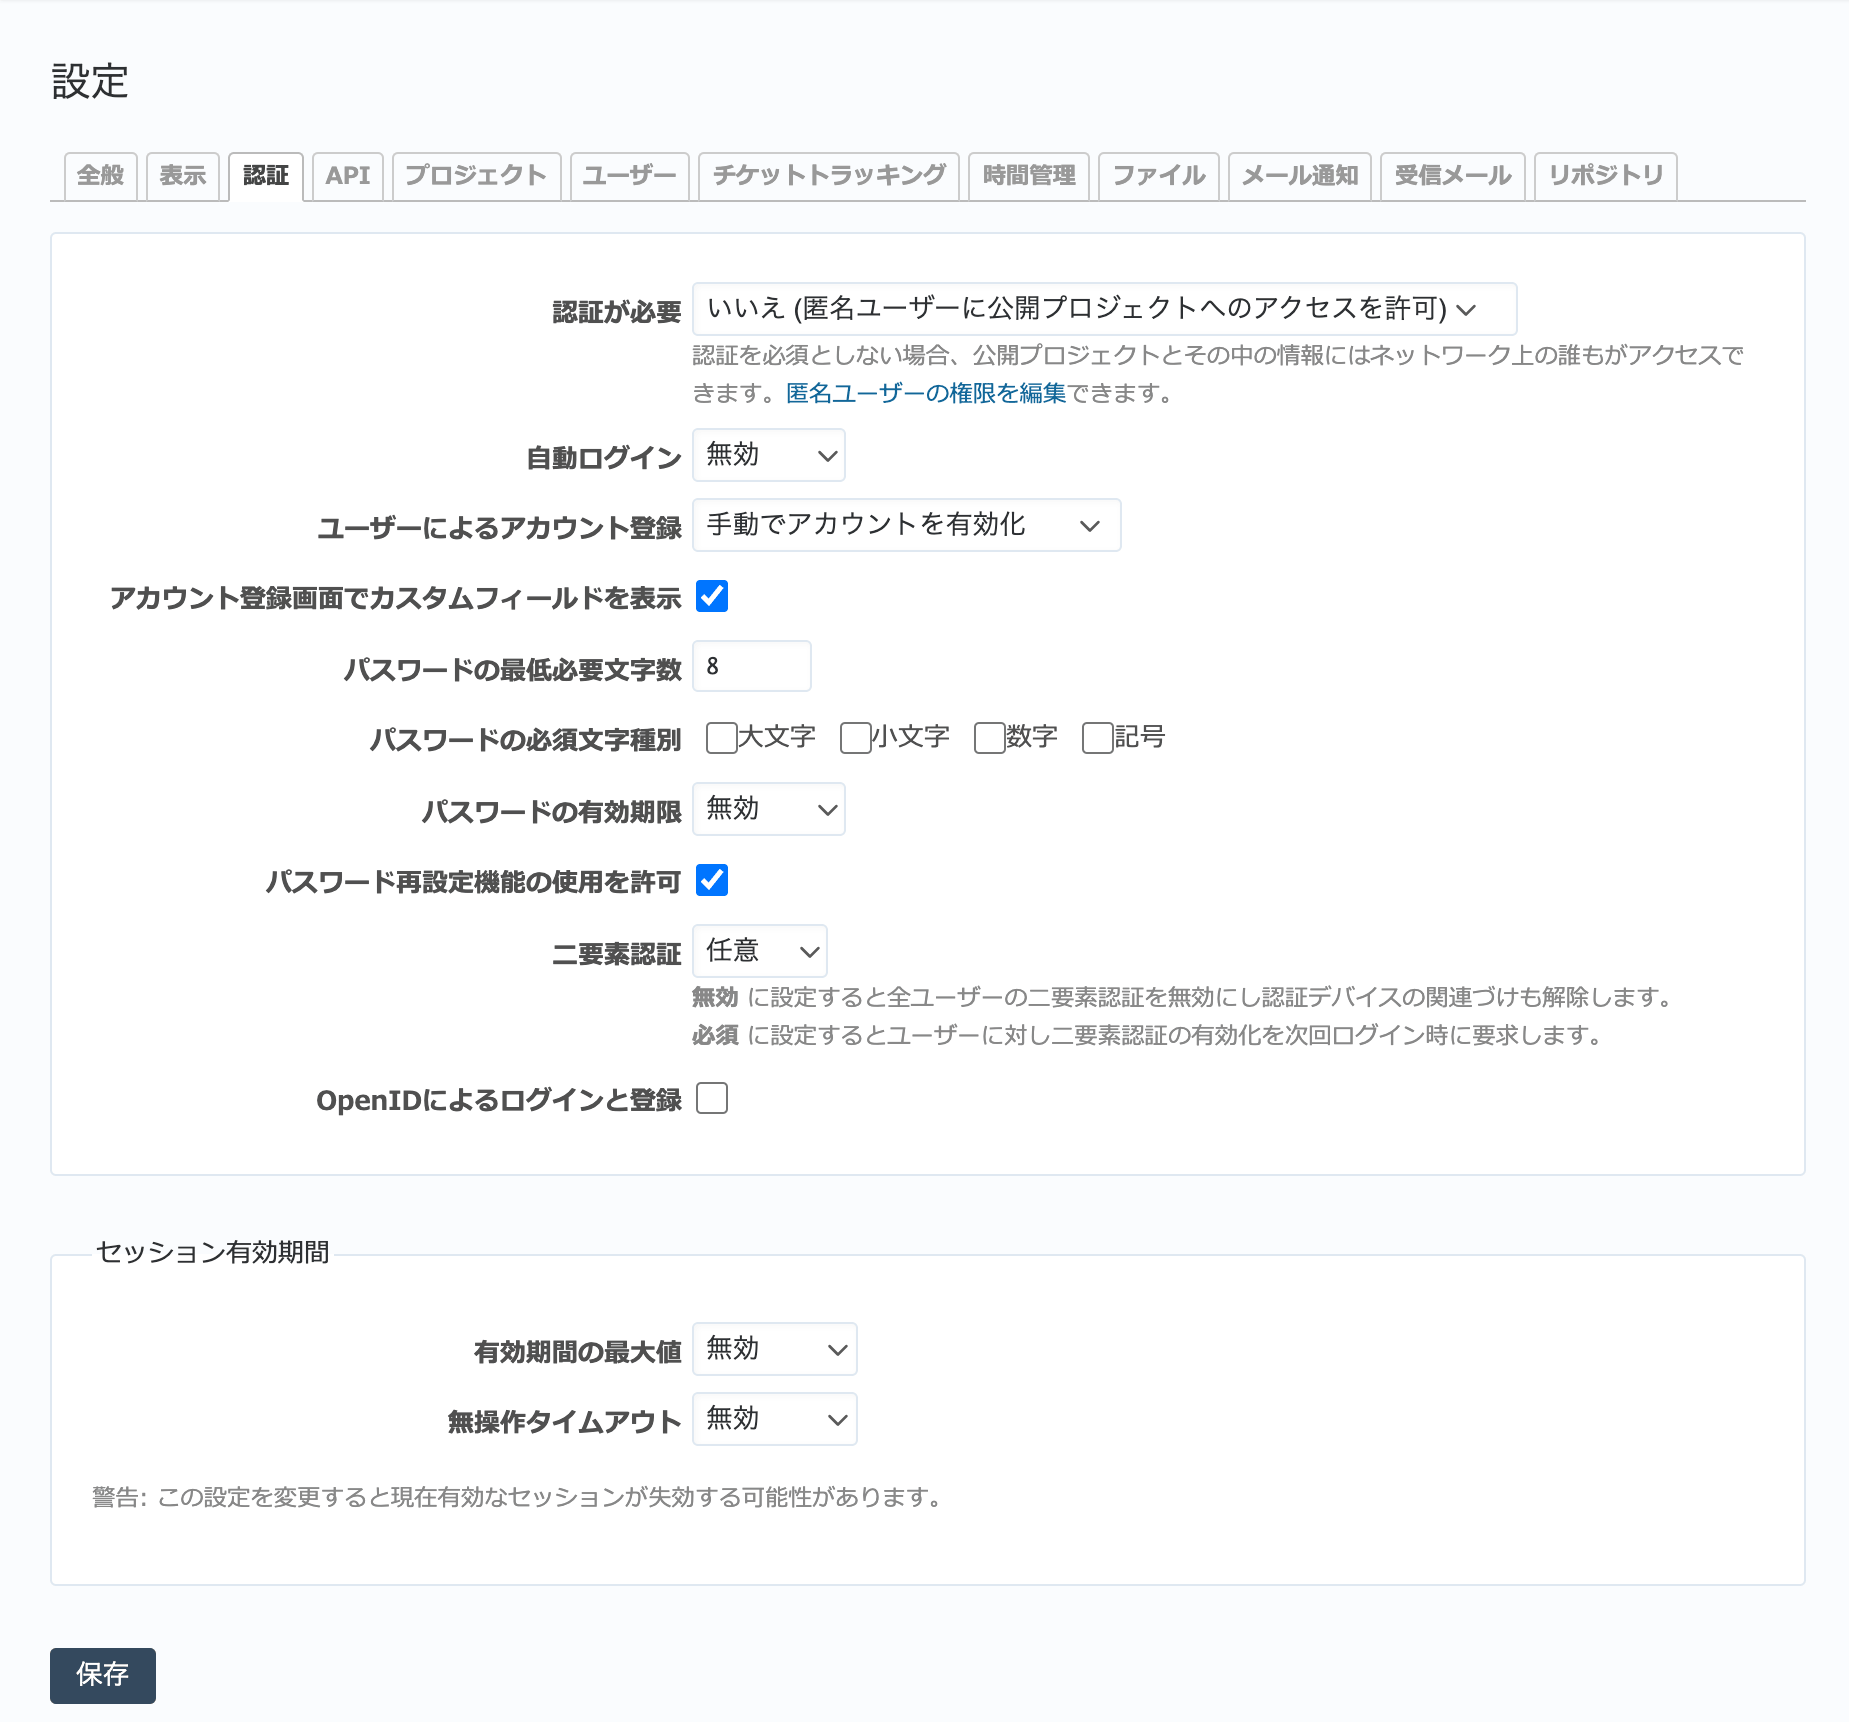 設定
全般 表示 認証 API プロジェクト ユーザー チケットトラッキング 時間管理 ファイル メール通知 受信メール リポジトリ
認証が必要 いいえ (匿名ユーザーに公開プロジェクトへのアクセスを許可)
認証を必須としない場合、公開プロジェクトとその中の情報にはネットワーク上の誰もがアクセスで
きます。匿名ユーザーの権限を編集できます。
自動ログイン 無効
ユーザーによるアカウント登録 手動でアカウントを有効化
アカウント登録画面でカスタムフィールドを表示
パスワードの最低必要文字数 8
パスワードの必須文字種別 大文字 小文字 数字 記号
パスワードの有効期限 無効
パスワード再設定機能の使用を許可
二要素認証 任意
無効 に設定すると全ユーザーの二要素認証を無効にし認証デバイスの関連づけも解除します。
必須 に設定するとユーザーに対し二要素認証の有効化を次回ログイン時に要求します。
OpenIDによるログインと登録
セッション有効期間
有効期間の最大値 無効
無操作タイムアウト 無効
警告: この設定を変更すると現在有効なセッションが失効する可能性があります。
保存